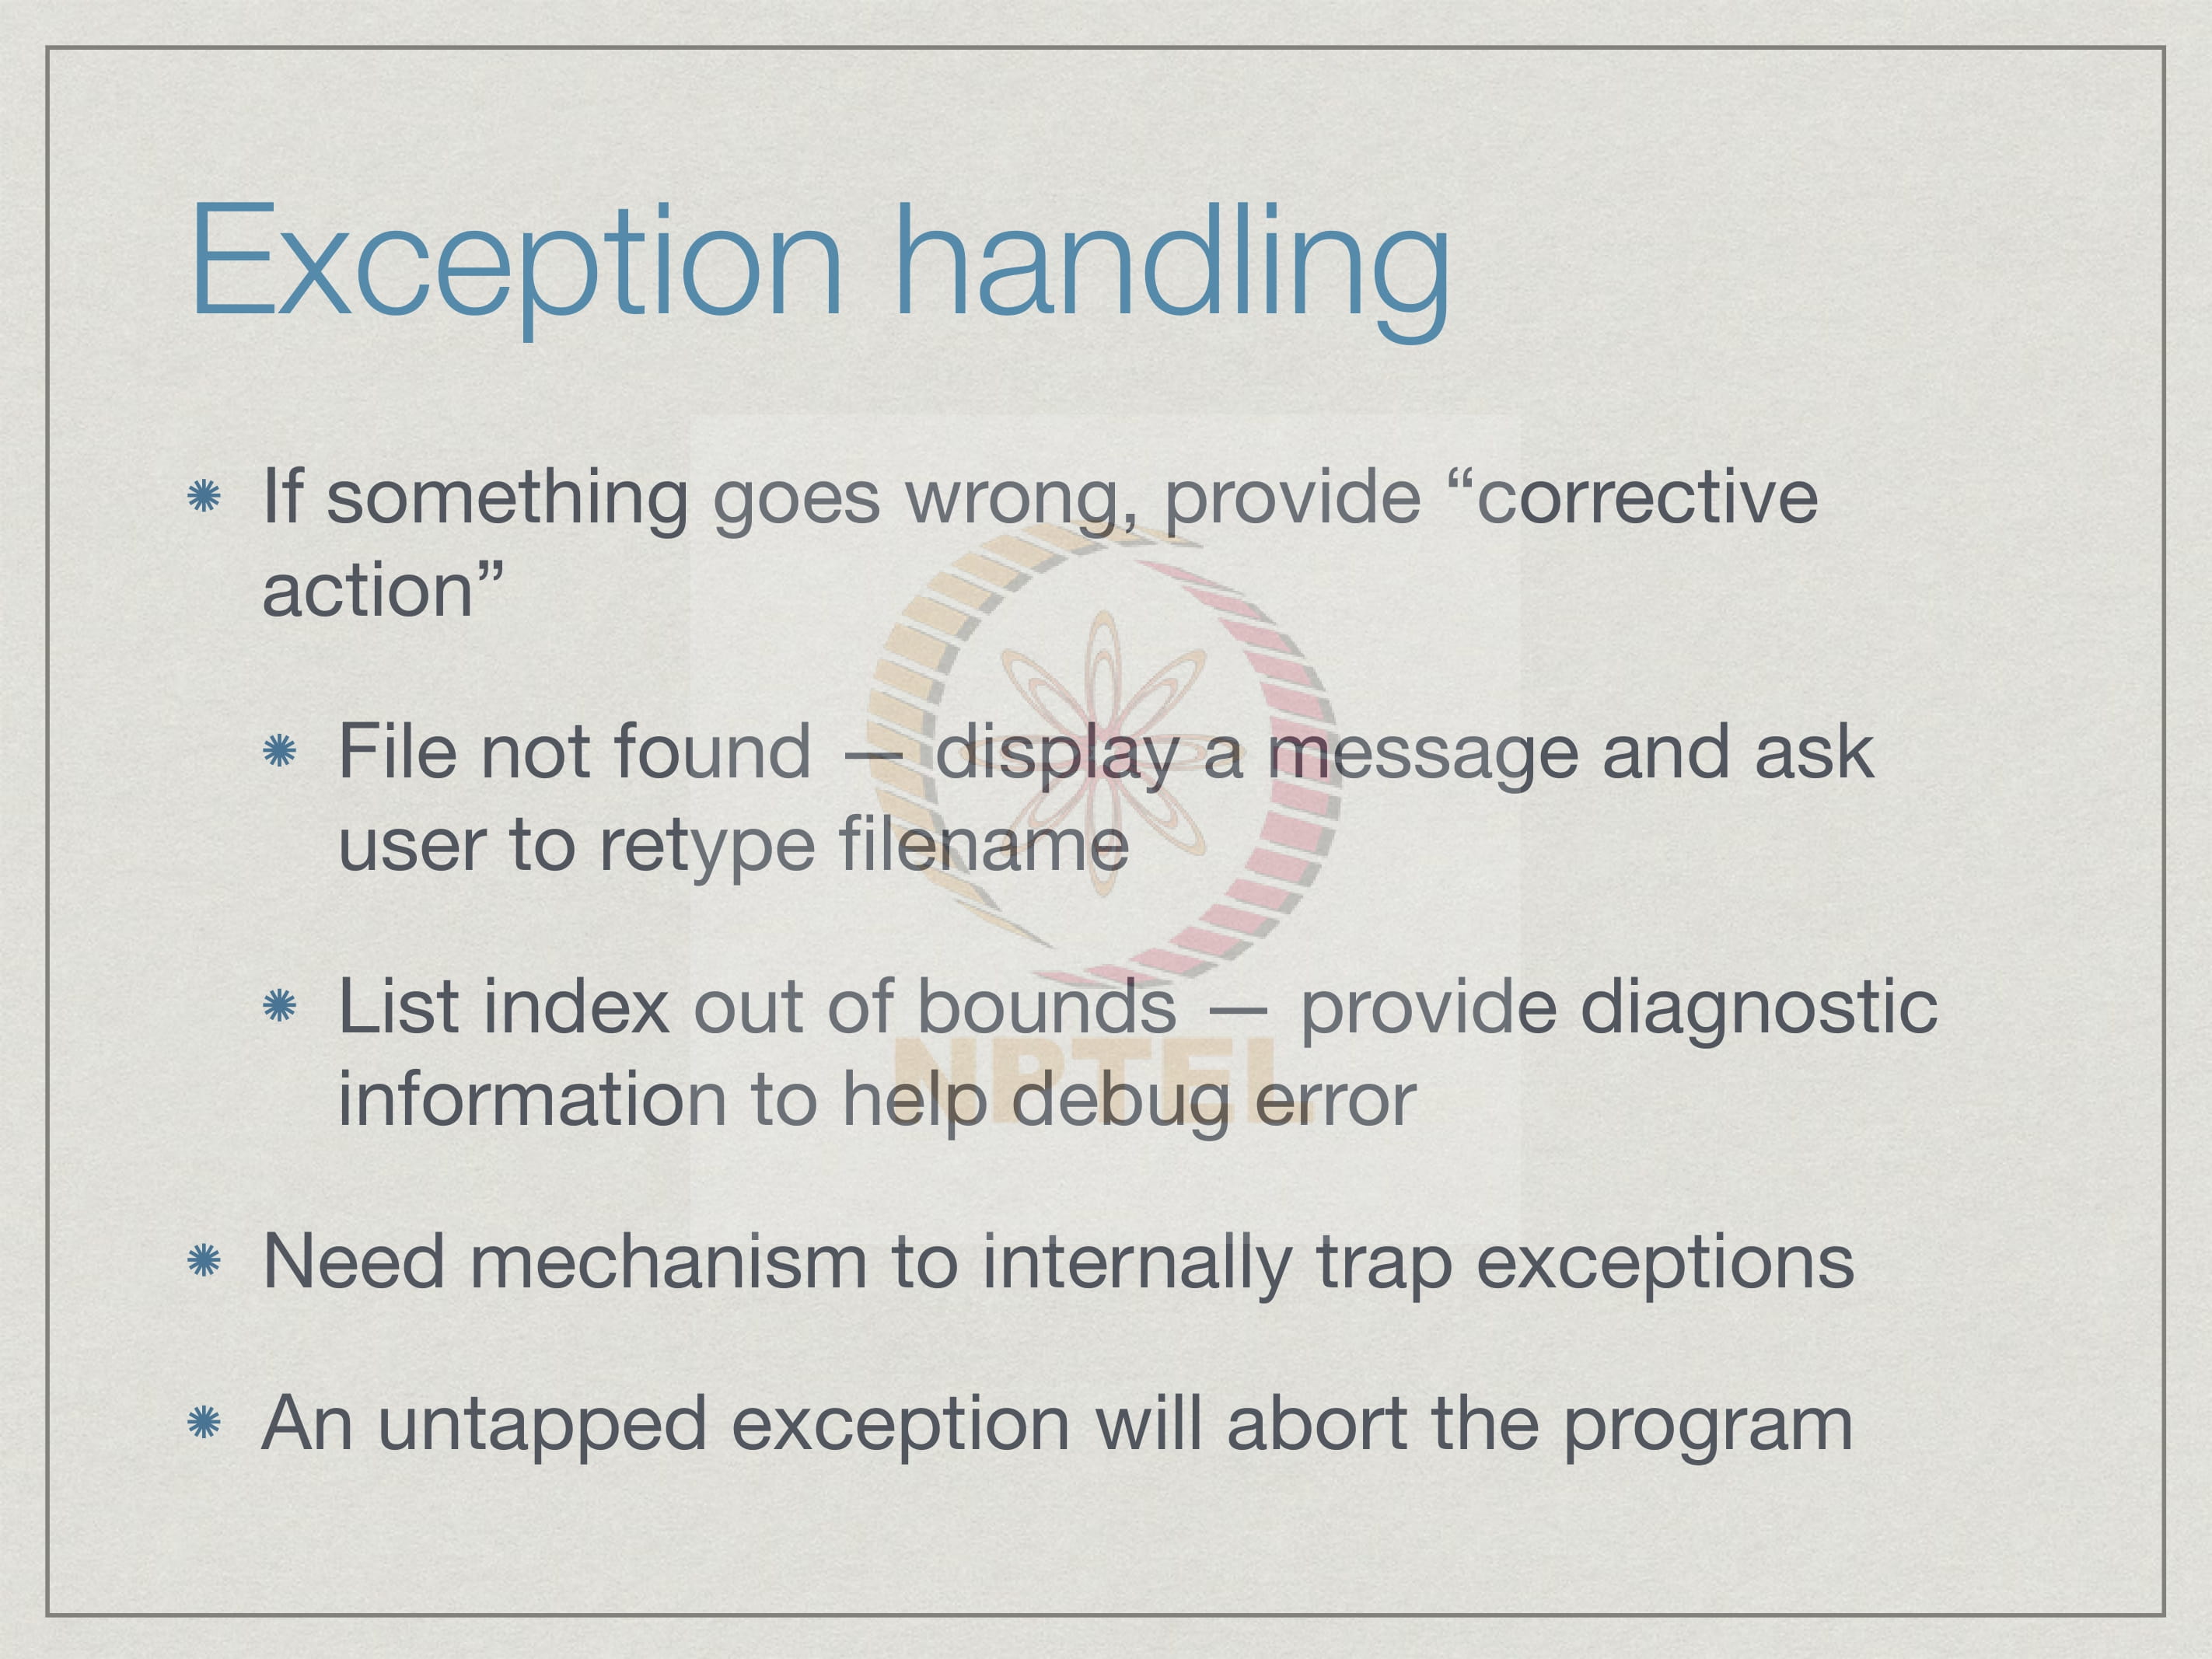 Exception handling
If something goes wrong, provide “corrective
action”
File not found — display a message and ask
user to retype filename
List index out of bounds — provide diagnostic
information to help debug error
NPTEL
Need mechanism to internally trap exceptions
An untapped exception will abort the program